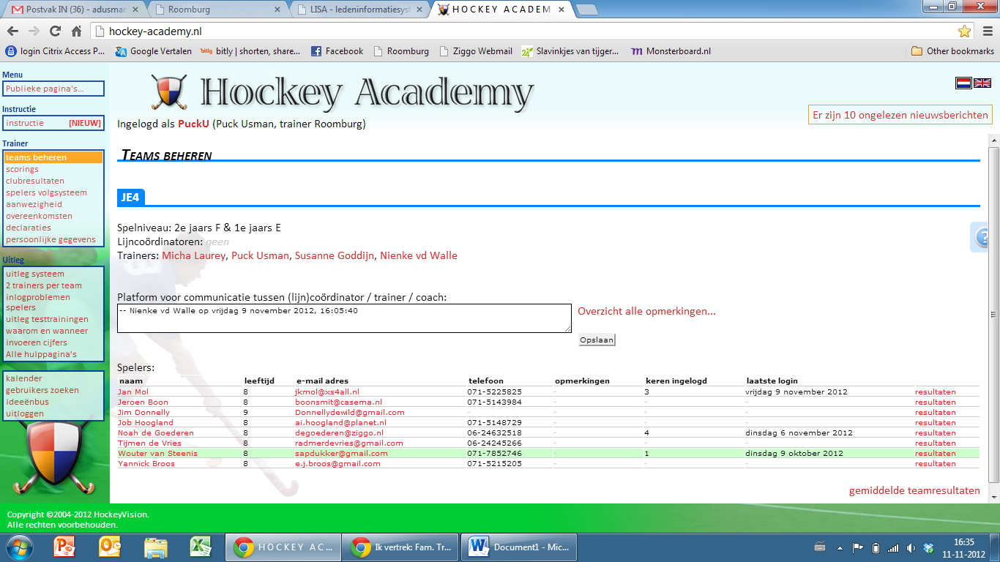 Postvak IN (36) - adusman
Roomburg
LISA - ledeninformatiesyst
H O C K E Y  A C A D E M
hockey-academy.nl
login Citrix Access P...
Google Vertalen
bitly | shorten, share...
Facebook
Roomburg
Ziggo Webmail
Slavinkjes van tijger...
Monsterboard.nl
Other bookmarks
Menu
Publieke pagina's...
Instructie
instructie [NIEUW]
Trainer
teams beheren
scorings
clubresultaten
spelers volgsysteem
aanwezigheid
overeenkomsten
declaraties
persoonlijke gegevens
Uitleg
uitleg systeem
2 trainers per team
inlogproblemen
spelers
uitleg testtrainingen
waarom en wanneer
invoeren cijfers
Alle hulppagina's
kalender
gebruikers zoeken
ideeënbus
uitloggen
Hockey Academy
Ingelogd als PuckU (Puck Usman, trainer Roomburg)
Er zijn 10 ongelezen nieuwsberichten
TEAMS BEHEREN
JE4
Spelniveau: 2e jaars F & 1e jaars E
Lijncoördinatoren: geen
Trainers: Micha Laurey, Puck Usman, Susanne Goddijn, Nienke vd Walle
Platform voor communicatie tussen (lijn)coördinator / trainer / coach:
-- Nienke vd Walle op vrijdag 9 november 2012, 16:05:40
Overzicht alle opmerkingen...
Opslaan
Spelers:
naam leeftijd e-mail adres telefoon opmerkingen keren ingelogd laatste login
Jan Mol 8 jkmol@xs4all.nl 071-5225825 - 3 vrijdag 9 november 2012 resultaten
Jeroen Boon 8 boonsmit@casema.nl 071-5143984 - - - resultaten
Jim Donnelly 9 Donnellydewild@gmail.com - - - - resultaten
Job Hoogland 8 ai.hoogland@planet.nl 071-5148729 - - - resultaten
Noah de Goederen 8 degoederen@ziggo.nl 06-24632518 - 4 dinsdag 6 november 2012 resultaten
Tijmen de Vries 8 radmerdevries@gmail.com 06-24245266 - - - resultaten
Wouter van Steenis 8 sapdukker@gmail.com 071-7852746 - 1 dinsdag 9 oktober 2012 resultaten
Yannick Broos 8 e.j.broos@gmail.com 071-5215205 - - - resultaten
gemiddelde teamresultaten
Copyright ©2004-2012 HockeyVision.
Alle rechten voorbehouden.
H O C K E Y  A C ...
Ik vertrek: Fam. Tr...
Document1 - Mic...
16:35
11-11-2012